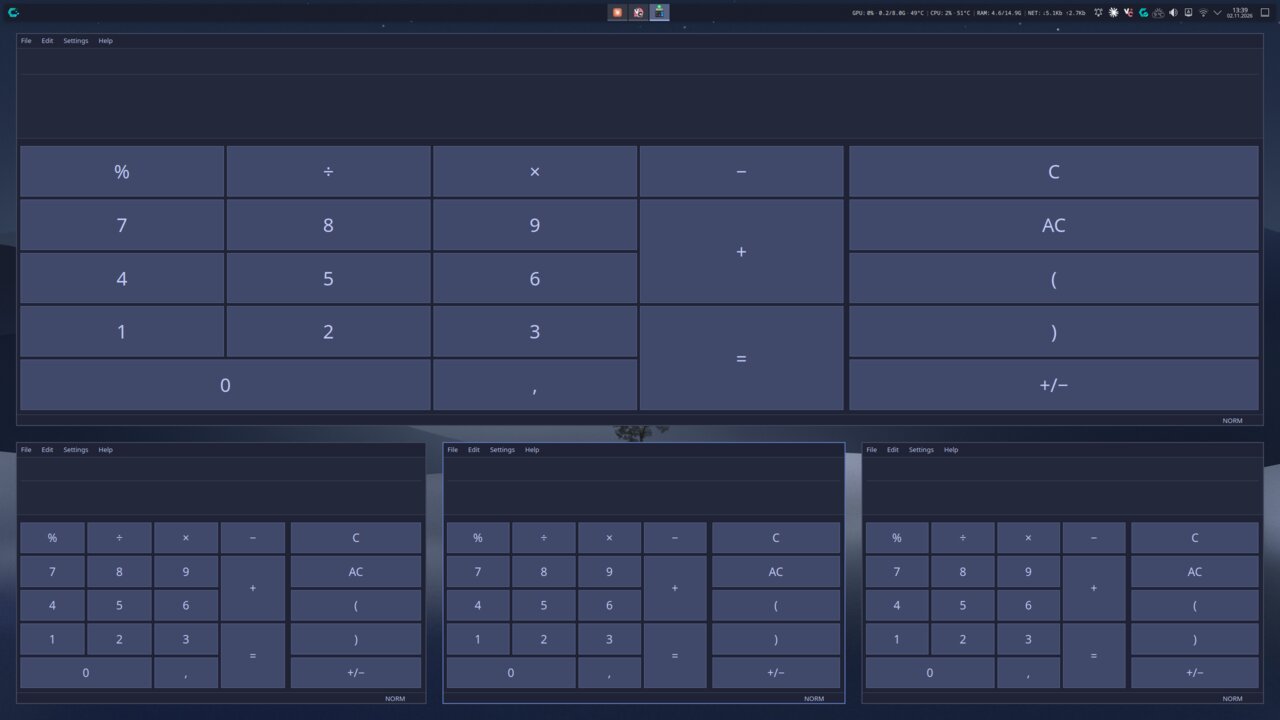 GPU: 0% · 0.2/8.0G · 49°C | CPU: 2% · 51°C | RAM: 4.6/14.9G | NET: ↓5.1Kb ↑2.7Kb 13:39
02.11.2026
File Edit Settings Help
% ÷ × − C
7 8 9 AC
+
4 5 6 (
1 2 3 )
=
0 , +/−
NORM
File Edit Settings Help
% ÷ × − C
7 8 9 AC
+
4 5 6 (
1 2 3 )
=
0 , +/−
NORM
File Edit Settings Help
% ÷ × − C
7 8 9 AC
+
4 5 6 (
1 2 3 )
=
0 , +/−
NORM
File Edit Settings Help
% ÷ × − C
7 8 9 AC
+
4 5 6 (
1 2 3 )
=
0 , +/−
NORM